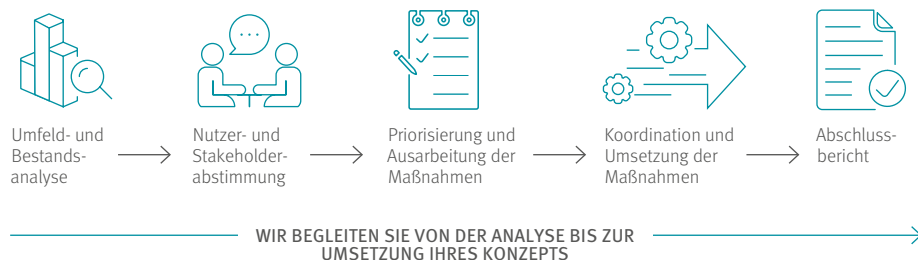 Umfeld- und
Bestands-
analyse
Nutzer- und
Stakeholder-
abstimmung
Priorisierung und
Ausarbeitung der
Maßnahmen
Koordination und
Umsetzung der
Maßnahmen
Abschluss-
bericht
WIR BEGLEITEN SIE VON DER ANALYSE BIS ZUR
UMSETZUNG IHRES KONZEPTS